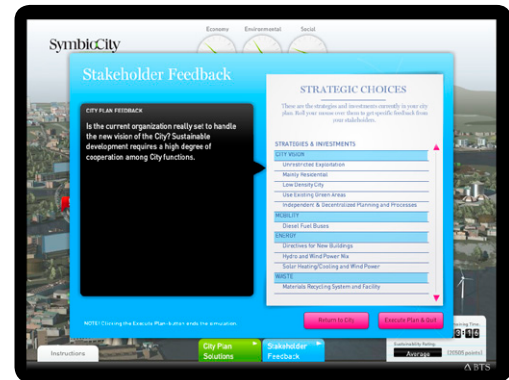 Economy Environmental Social
SymbioCity
Stakeholder Feedback
CITY PLAN FEEDBACK
Is the current organization really set to handle
the new vision of the City? Sustainable
development requires a high degree of
cooperation among City functions.
STRATEGIC CHOICES
These are the strategies and investments currently in your city
plan. Roll your mouse over them to get specific feedback from
your stakeholders.
STRATEGIES & INVESTMENTS
CITY VISION
Unrestricted Exploitation
Mainly Residential
Low Density City
Use Existing Green Areas
Independent & Decentralized Planning and Processes
MOBILITY
Diesel Fuel Buses
ENERGY
Directives for New Buildings
Hydro and Wind Power Mix
Solar Heating/Cooling and Wind Power
WASTE
Materials Recycling System and Facility
NOTE! Clicking the Execute Plan-button ends the simulation.
Return to City
Execute Plan & Quit
Instructions
City Plan
Solutions
Stakeholder
Feedback
Time
Sustainability Rating
Average
points)
BTS